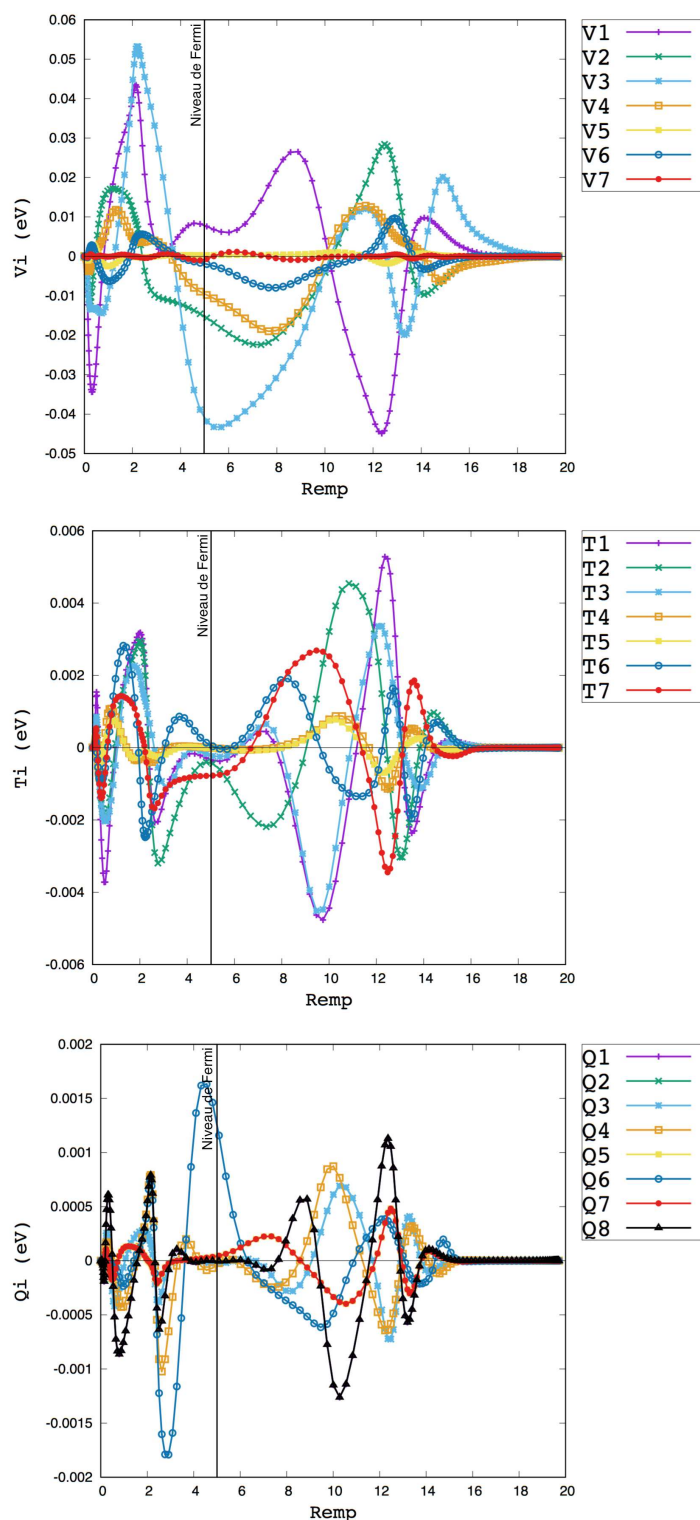 0.06
0.05
0.04
0.03
0.02
0.01
0
-0.01
-0.02
-0.03
-0.04
-0.05
Vi (eV)
Niveau de Fermi
0 2 4 6 8 10 12 14 16 18 20
Remp
V1
V2
V3
V4
V5
V6
V7
0.006
0.004
0.002
0
-0.002
-0.004
-0.006
Ti (eV)
Niveau de Fermi
0 2 4 6 8 10 12 14 16 18 20
Remp
T1
T2
T3
T4
T5
T6
T7
0.002
0.0015
0.001
0.0005
0
-0.0005
-0.001
-0.0015
-0.002
Qi (eV)
Niveau de Fermi
0 2 4 6 8 10 12 14 16 18 20
Remp
Q1
Q2
Q3
Q4
Q5
Q6
Q7
Q8